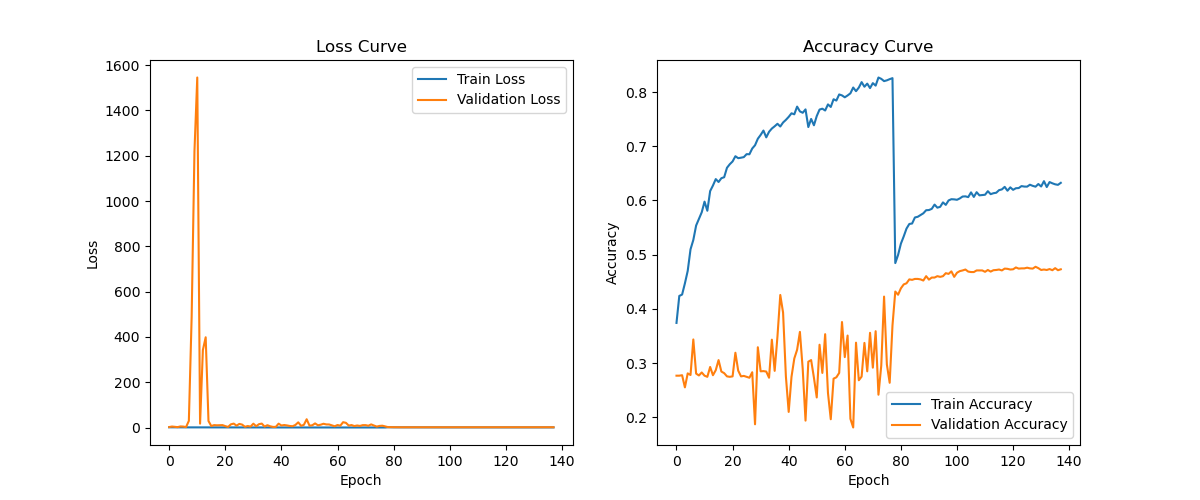 Loss Curve
1600
1400
1200
1000
800
600
400
200
0
Loss
0 20 40 60 80 100 120 140
Epoch
Train Loss
Validation Loss
Accuracy Curve
0.8
0.7
0.6
0.5
0.4
0.3
0.2
Accuracy
0 20 40 60 80 100 120 140
Epoch
Train Accuracy
Validation Accuracy